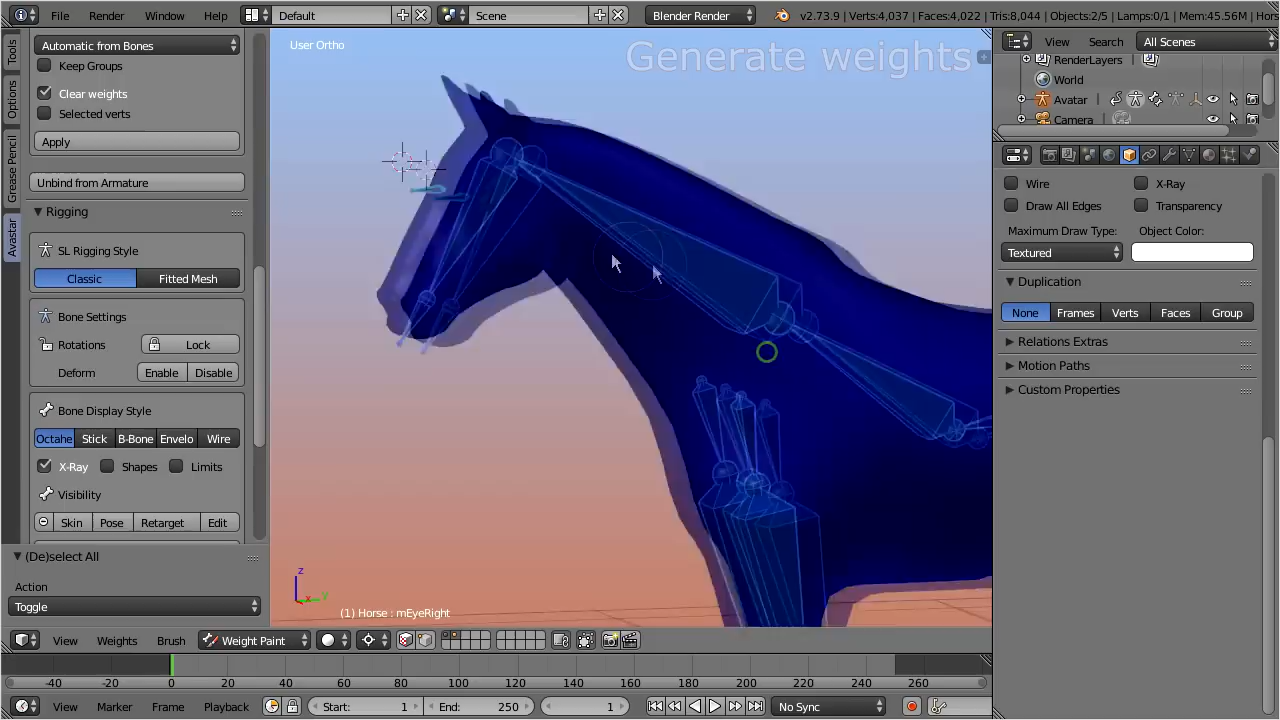 File Render Window Help Default Scene Blender Render v2.73.9 | Verts:4,037 | Faces:4,022 | Tris:8,044 | Objects:2/5 | Lamps:0/1 | Mem:45.56M | Hors
Tools
Options
Grease Pencil
Avastar
Automatic from Bones
Keep Groups
Clear weights
Selected verts
Apply
Unbind from Armature
Rigging
SL Rigging Style
Classic Fitted Mesh
Bone Settings
Rotations Lock
Deform Enable Disable
Bone Display Style
Octahe Stick B-Bone Envelo Wire
X-Ray Shapes Limits
Visibility
Skin Pose Retarget Edit
(De)select All
Action
Toggle
User Ortho
Generate weights
z
x y
(1) Horse : mEyeRight
View Search All Scenes
RenderLayers
World
Avatar
Camera
Wire X-Ray
Draw All Edges Transparency
Maximum Draw Type: Object Color:
Textured
Duplication
None Frames Verts Faces Group
Relations Extras
Motion Paths
Custom Properties
View Weights Brush Weight Paint
-40 -20 0 20 40 60 80 100 120 140 160 180 200 220 240 260
View Marker Frame Playback Start: 1 End: 250 1 No Sync